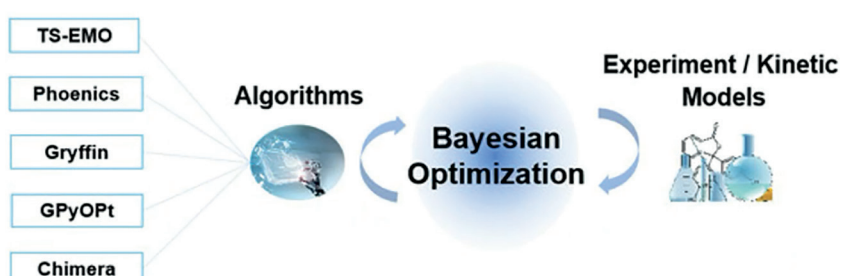 TS-EMO
Phoenics
Gryffin
GPyOPt
Chimera
Algorithms
Bayesian
Optimization
Experiment / Kinetic
Models